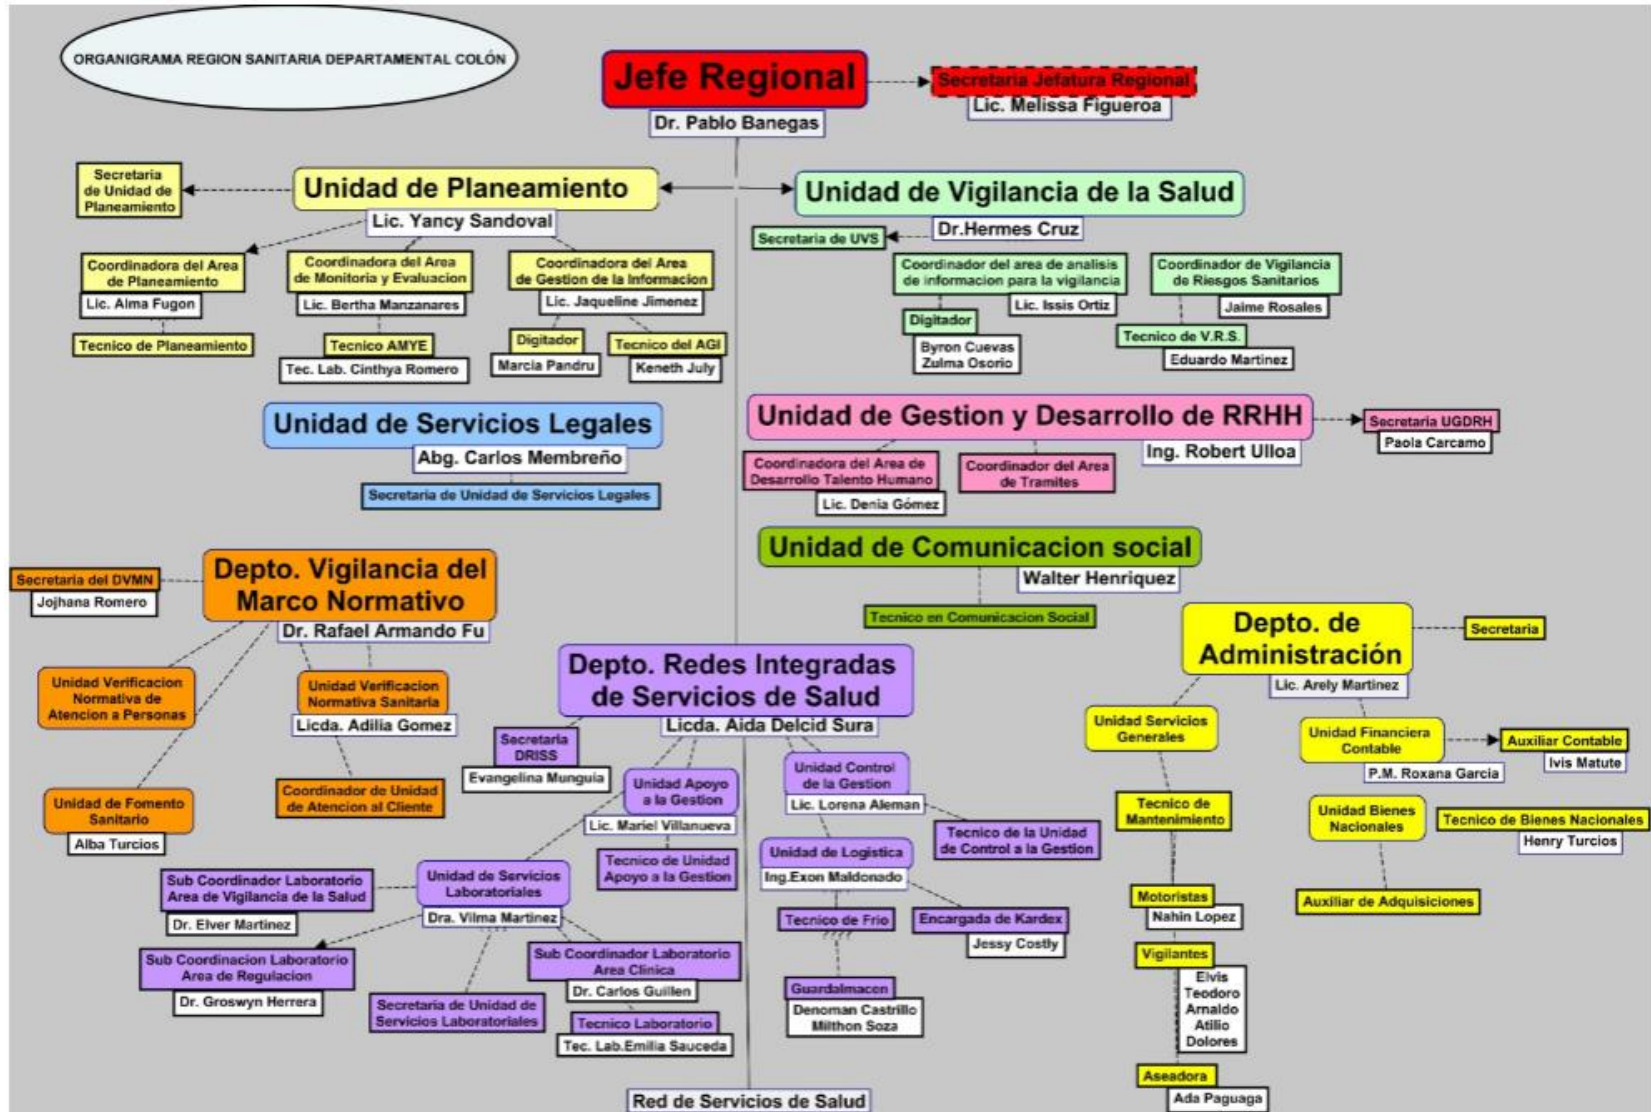 ORGANIGRAMA REGION SANITARIA DEPARTAMENTAL COLÓN
Jefe Regional
Dr. Pablo Banegas
Secretaria Jefatura Regional
Lic. Melissa Figueroa
Secretaria
de Unidad de
Planeamiento
Unidad de Planeamiento
Lic. Yancy Sandoval
Coordinadora del Area
de Planeamiento
Lic. Alma Fugon
Tecnico de Planeamiento
Coordinadora del Area
de Monitoria y Evaluacion
Lic. Bertha Manzanares
Tecnico AMYE
Tec. Lab. Cinthya Romero
Coordinadora del Area
de Gestion de la Informacion
Lic. Jaqueline Jimenez
Digitador
Marcia Pandru
Tecnico del AGI
Keneth July
Unidad de Vigilancia de la Salud
Dr.Hermes Cruz
Secretaria de UVS
Coordinador del area de analisis
de informacion para la vigilancia
Lic. Issis Ortiz
Digitador
Byron Cuevas
Zulma Osorio
Coordinador de Vigilancia
de Riesgos Sanitarios
Jaime Rosales
Tecnico de V.R.S.
Eduardo Martinez
Unidad de Servicios Legales
Abg. Carlos Membreño
Secretaria de Unidad de Servicios Legales
Unidad de Gestion y Desarrollo de RRHH
Ing. Robert Ulloa
Secretaria UGDRH
Paola Carcamo
Coordinadora del Area de
Desarrollo Talento Humano
Lic. Denia Gómez
Coordinador del Area
de Tramites
Unidad de Comunicacion social
Walter Henriquez
Tecnico en Comunicacion Social
Secretaria del DVMN
Jojhana Romero
Depto. Vigilancia del
Marco Normativo
Dr. Rafael Armando Fu
Unidad Verificacion
Normativa de
Atencion a Personas
Unidad Verificacion
Normativa Sanitaria
Licda. Adilia Gomez
Coordinador de Unidad
de Atencion al Cliente
Unidad de Fomento
Sanitario
Alba Turcios
Depto. Redes Integradas
de Servicios de Salud
Licda. Aida Delcid Sura
Secretaria
DRISS
Evangelina Munguia
Unidad Apoyo
a la Gestion
Lic. Mariel Villanueva
Tecnico de Unidad
Apoyo a la Gestion
Unidad Control
de la Gestion
Lic. Lorena Aleman
Tecnico de la Unidad
de Control a la Gestion
Unidad de Logistica
Ing.Exon Maldonado
Tecnico de Frio
Encargada de Kardex
Jessy Costly
Guardalmacen
Denoman Castrillo
Milthon Soza
Unidad de Servicios
Laboratoriales
Dra. Vilma Martinez
Sub Coordinador Laboratorio
Area de Vigilancia de la Salud
Dr. Elver Martinez
Sub Coordinacion Laboratorio
Area de Regulacion
Dr. Groswyn Herrera
Secretaria de Unidad de
Servicios Laboratoriales
Sub Coordinador Laboratorio
Area Clinica
Dr. Carlos Guillen
Tecnico Laboratorio
Tec. Lab.Emilia Sauceda
Red de Servicios de Salud
Depto. de
Administración
Lic. Arely Martinez
Secretaria
Unidad Servicios
Generales
Tecnico de
Mantenimiento
Motoristas
Nahin Lopez
Vigilantes
Elvis
Teodoro
Arnaldo
Atilio
Dolores
Aseadora
Ada Paguaga
Unidad Financiera
Contable
P.M. Roxana Garcia
Auxiliar Contable
Ivis Matute
Unidad Bienes
Nacionales
Tecnico de Bienes Nacionales
Henry Turcios
Auxiliar de Adquisiciones